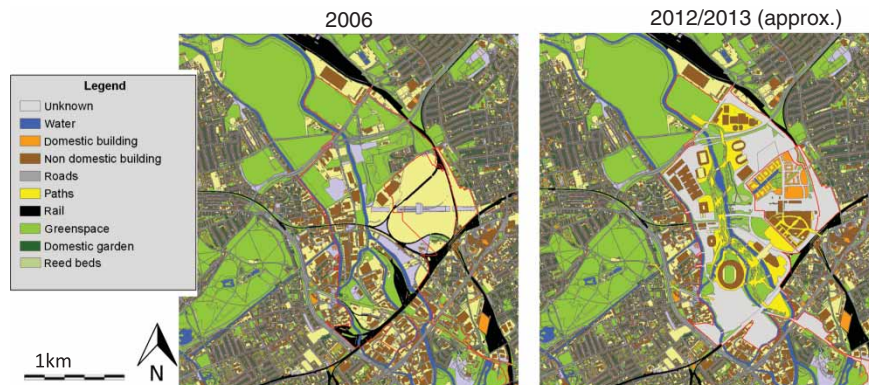 2006
2012/2013 (approx.)
Legend
Unknown
Water
Domestic building
Non domestic building
Roads
Paths
Rail
Greenspace
Domestic garden
Reed beds
1km
N